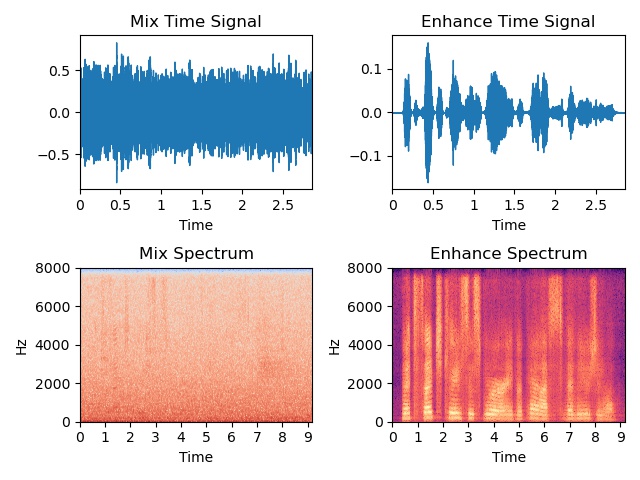 Mix Time Signal
0.5
0.0
−0.5
0 0.5 1 1.5 2 2.5
Time
Enhance Time Signal
0.1
0.0
−0.1
0 0.5 1 1.5 2 2.5
Time
Mix Spectrum
Hz
8000
6000
4000
2000
0
0 1 2 3 4 5 6 7 8 9
Time
Enhance Spectrum
Hz
8000
6000
4000
2000
0
0 1 2 3 4 5 6 7 8 9
Time